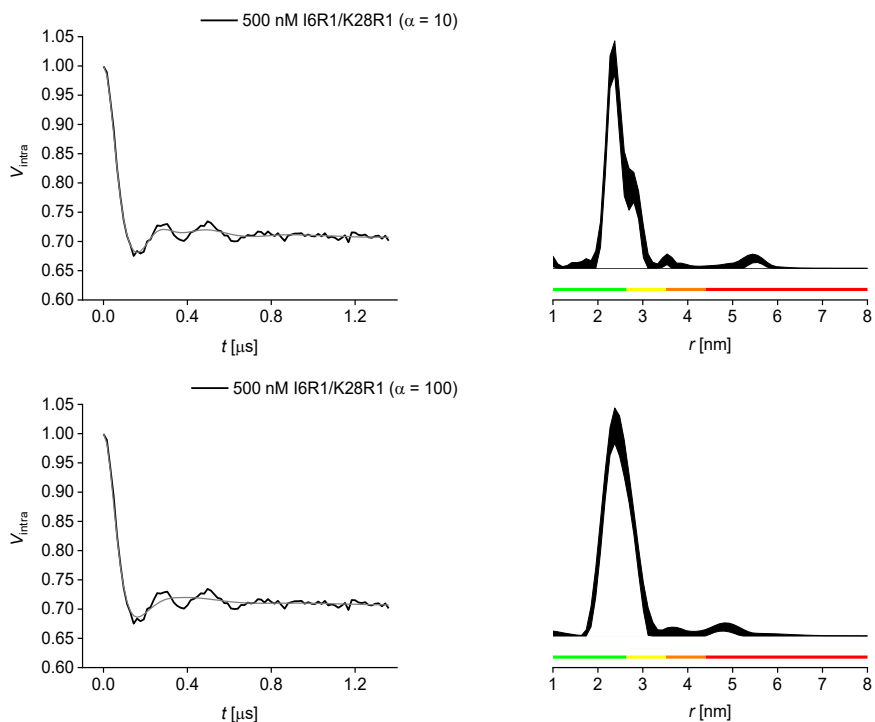 500 nM I6R1/K28R1 (α = 10)
1.05
1.00
0.95
0.90
0.85
0.80
0.75
0.70
0.65
0.60
V intra
0.0 0.4 0.8 1.2
t [μs]
1 2 3 4 5 6 7 8
r [nm]
500 nM I6R1/K28R1 (α = 100)
1.05
1.00
0.95
0.90
0.85
0.80
0.75
0.70
0.65
0.60
V intra
0.0 0.4 0.8 1.2
t [μs]
1 2 3 4 5 6 7 8
r [nm]